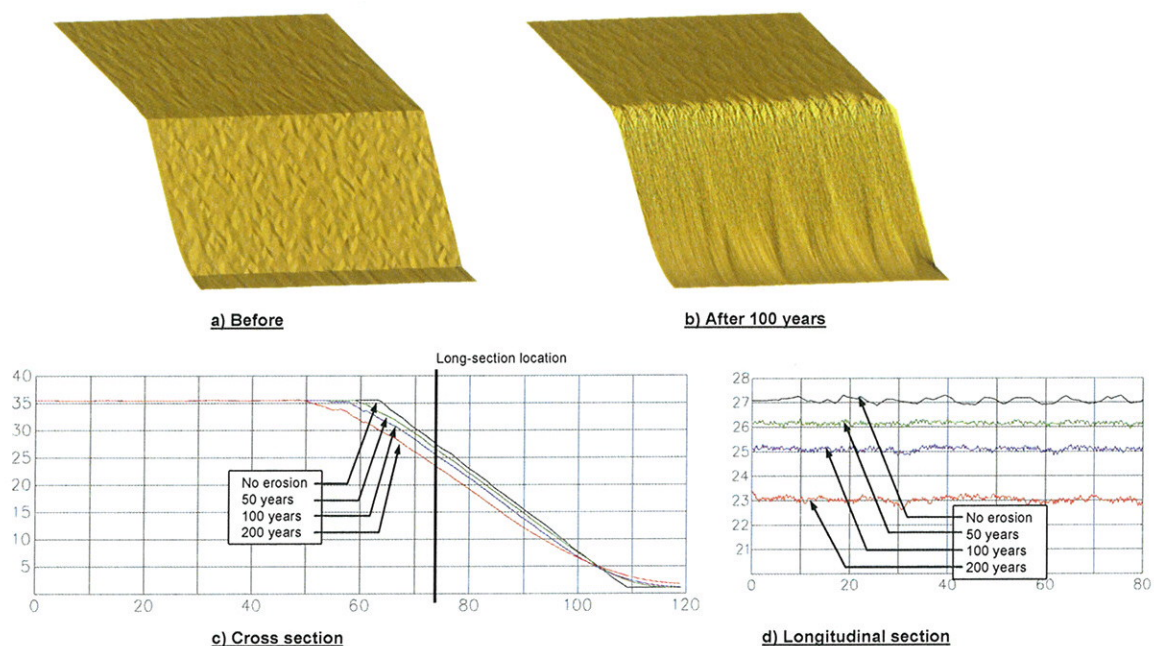 a) Before
b) After 100 years
Long-section location
40
35
30
25
20
15
10
5
0 20 40 60 80 100 120
No erosion
50 years
100 years
200 years
c) Cross section
28
27
26
25
24
23
22
21
0 20 40 60 80
No erosion
50 years
100 years
200 years
d) Longitudinal section